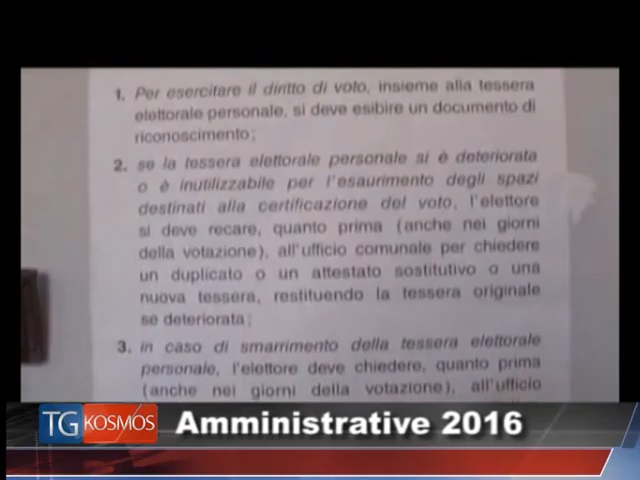 1. Per esercitare il diritto di voto, insieme alla tessera
elettorale personale, si deve esibire un documento di
riconoscimento;
2. se la tessera elettorale personale si è deteriorata
o è inutilizzabile per l'esaurimento degli spazi
destinati alla certificazione del voto, l'elettore
si deve recare, quanto prima (anche nei giorni
della votazione), all'ufficio comunale per chiedere
un duplicato o un attestato sostitutivo o una
nuova tessera, restituendo la tessera originale
se deteriorata;
3. in caso di smarrimento della tessera elettorale
personale, l'elettore deve chiedere, quanto prima
(anche nei giorni della votazione), all'ufficio
TG KOSMOS
Amministrative 2016